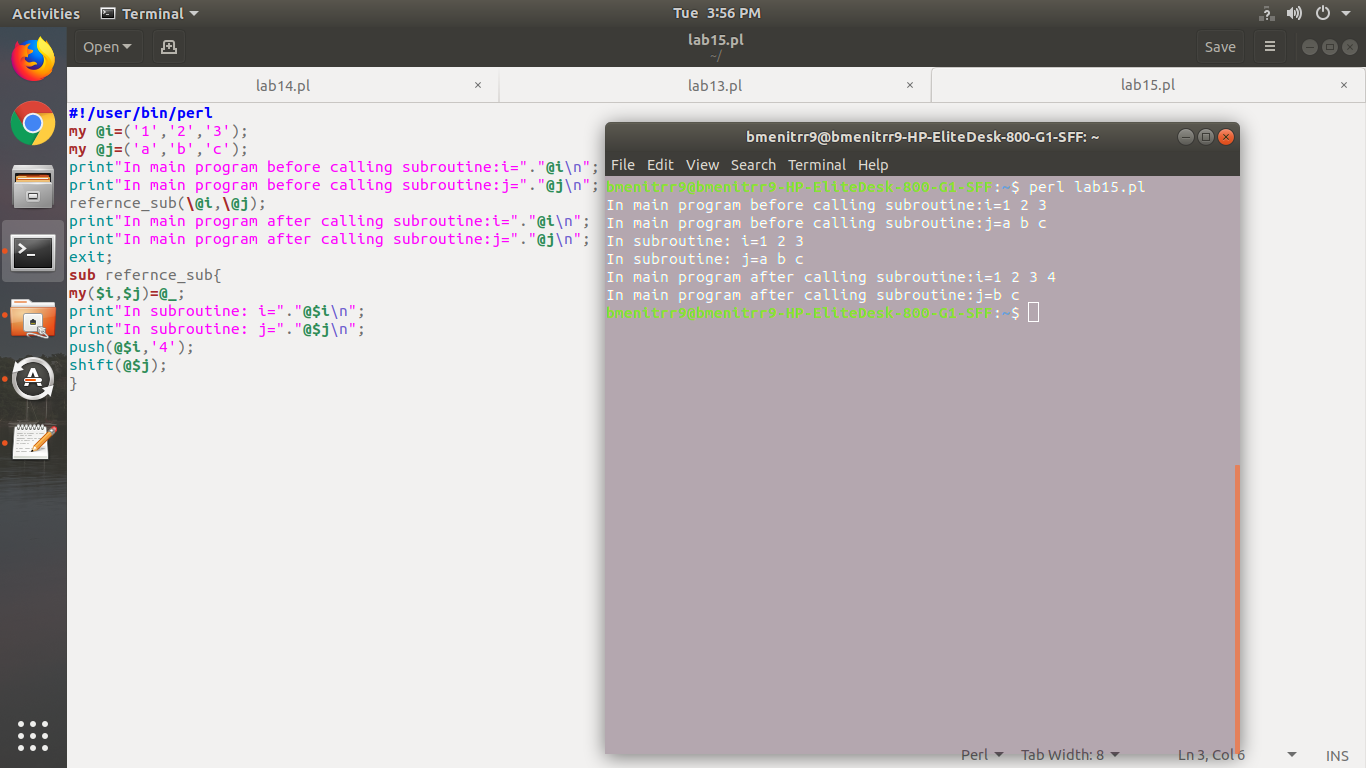 Activities Terminal Tue 3:56 PM
Open lab15.pl Save
~/
lab14.pl × lab13.pl × lab15.pl ×
#!/user/bin/perl
my @i=('1','2','3');
my @j=('a','b','c');
print"In main program before calling subroutine:i="."@i\n";
print"In main program before calling subroutine:j="."@j\n";
refernce_sub(\@i,\@j);
print"In main program after calling subroutine:i="."@i\n";
print"In main program after calling subroutine:j="."@j\n";
exit;
sub refernce_sub{
my($i,$j)=@_;
print"In subroutine: i="."@$i\n";
print"In subroutine: j="."@$j\n";
push(@$i,'4');
shift(@$j);
}
bmenitrr9@bmenitrr9-HP-EliteDesk-800-G1-SFF: ~
File Edit View Search Terminal Help
bmenitrr9@bmenitrr9-HP-EliteDesk-800-G1-SFF:~$ perl lab15.pl
In main program before calling subroutine:i=1 2 3
In main program before calling subroutine:j=a b c
In subroutine: i=1 2 3
In subroutine: j=a b c
In main program after calling subroutine:i=1 2 3 4
In main program after calling subroutine:j=b c
bmenitrr9@bmenitrr9-HP-EliteDesk-800-G1-SFF:~$
Perl Tab Width: 8 Ln 3, Col 6 INS